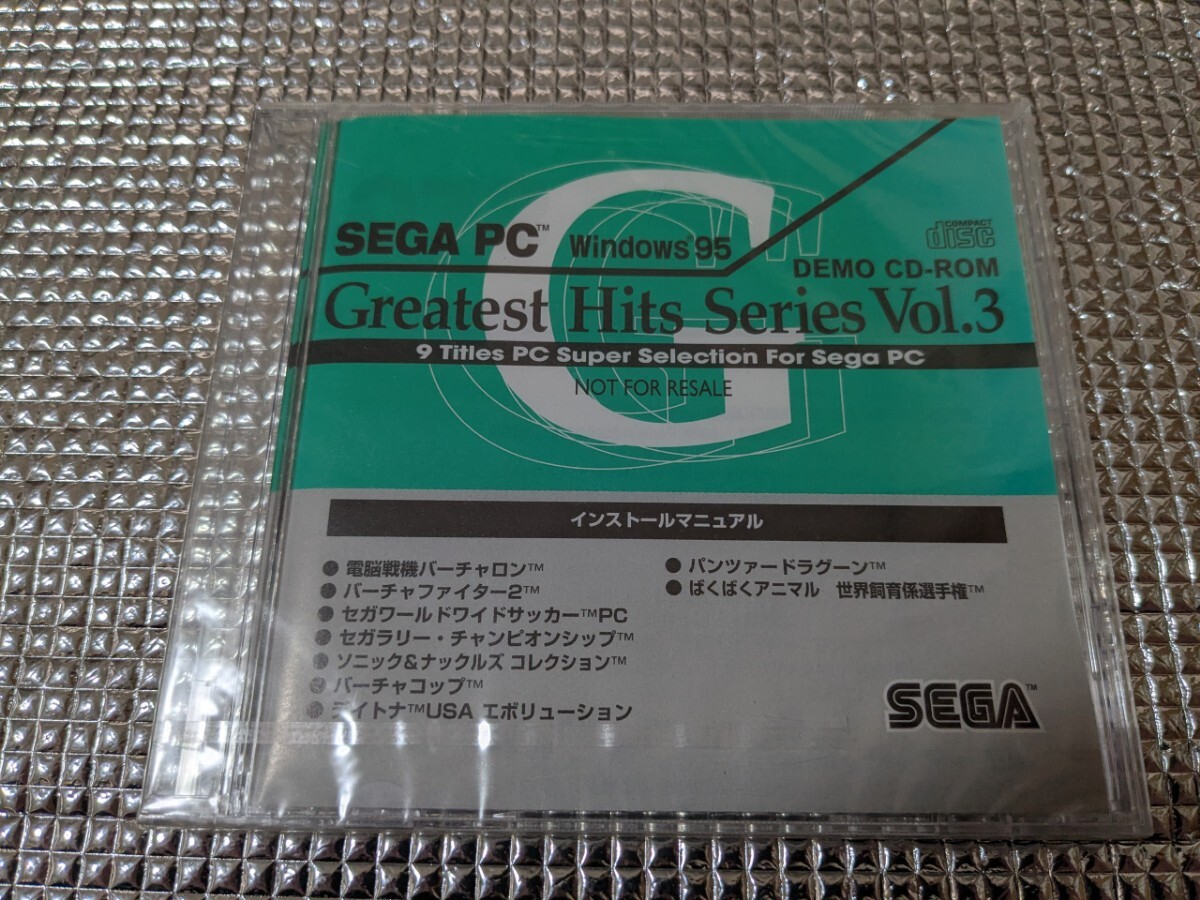 SEGA PC™ Windows®95
COMPACT
disc
DEMO CD-ROM
Greatest Hits Series Vol.3
9 Titles PC Super Selection For Sega PC
NOT FOR RESALE
インストールマニュアル
● 電脳戦機バーチャロン™
● バーチャファイター2™
● セガワールドワイドサッカー™PC
● セガラリー・チャンピオンシップ™
● ソニック&ナックルズ コレクション™
● バーチャコップ™
● デイトナ™USA エボリューション
● パンツァードラグーン™
● ばくばくアニマル 世界飼育係選手権™
SEGA™